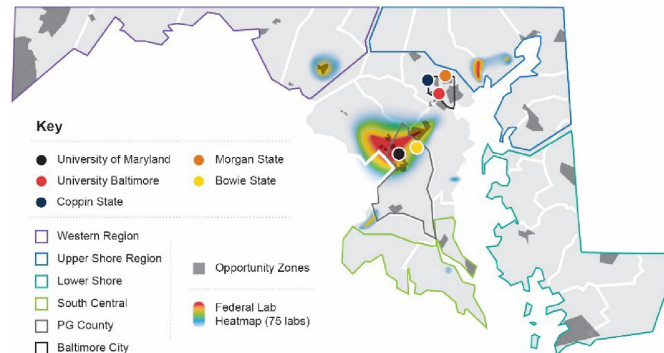 Key
University of Maryland
Morgan State
University Baltimore
Bowie State
Coppin State
Western Region
Upper Shore Region
Lower Shore
South Central
PG County
Baltimore City
Opportunity Zones
Federal Lab
Heatmap (75 labs)